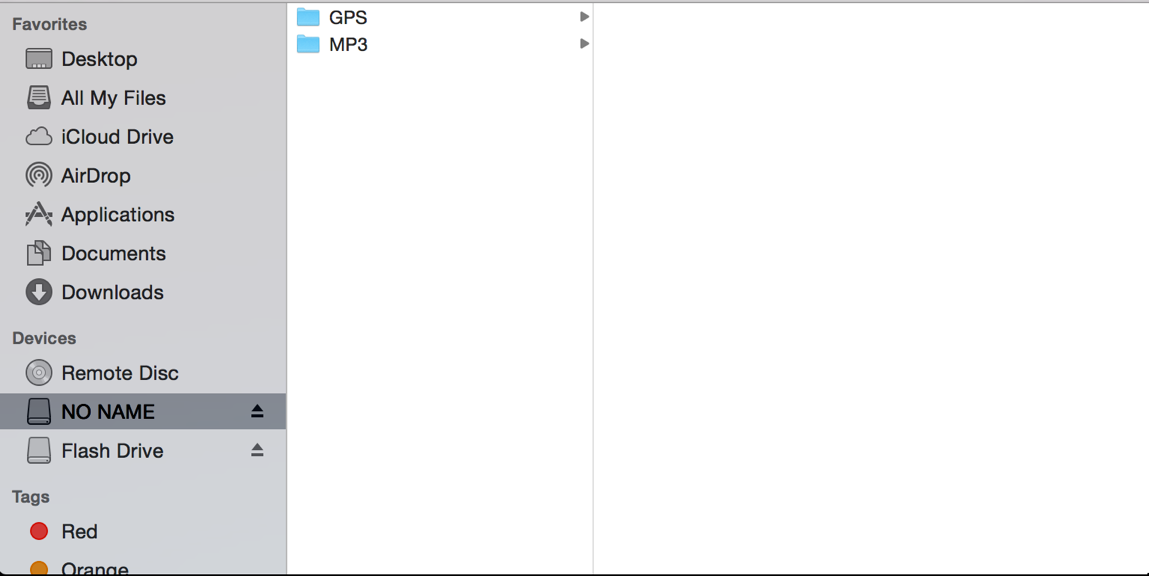 Favorites
Desktop
All My Files
iCloud Drive
AirDrop
Applications
Documents
Downloads
Devices
Remote Disc
NO NAME
Flash Drive
Tags
Red
Orange
GPS
MP3